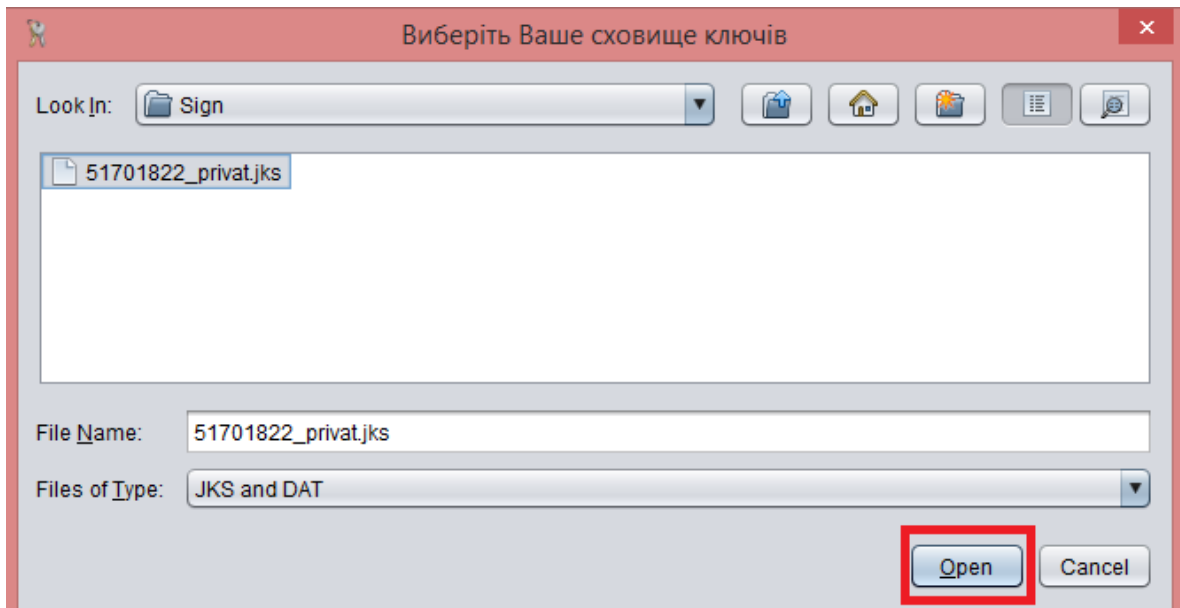 Виберіть Ваше сховище ключів
Look In: Sign
51701822_privat.jks
File Name: 51701822_privat.jks
Files of Type: JKS and DAT
Open Cancel